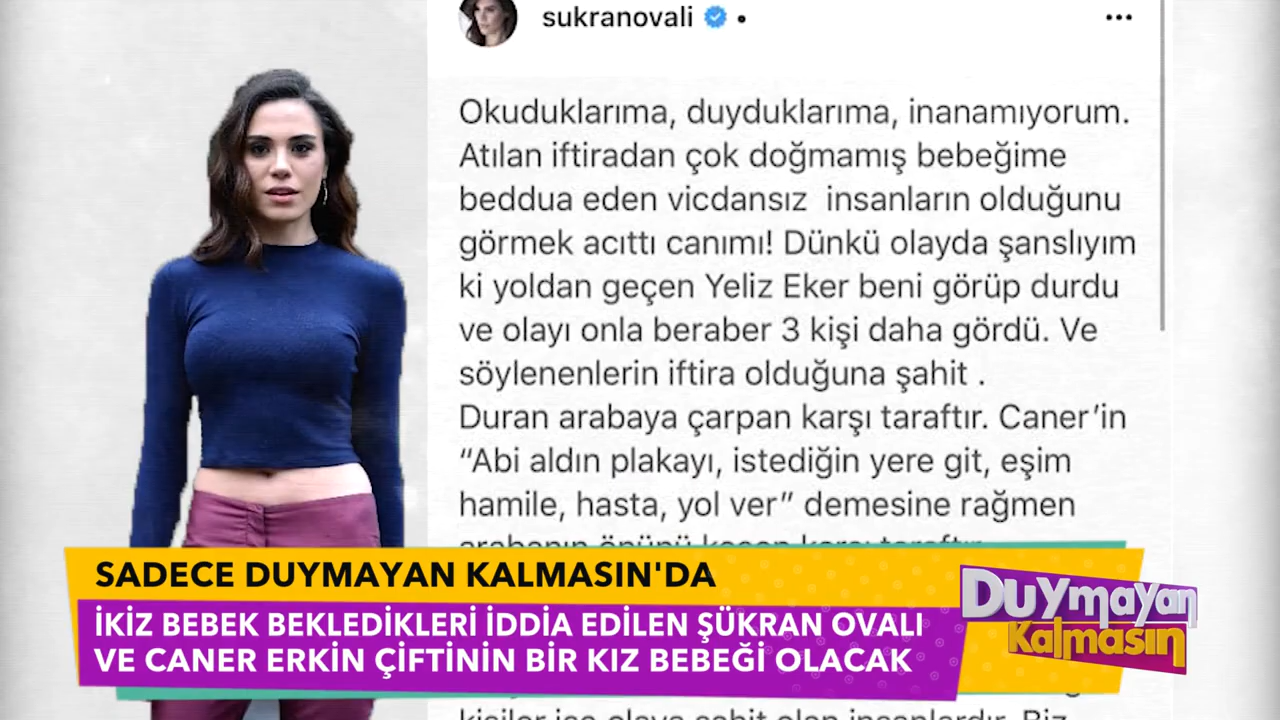 sukranovali
Okuduklarıma, duyduklarıma, inanamıyorum.
Atılan iftiradan çok doğmamış bebeğime
beddua eden vicdansız insanların olduğunu
görmek acıttı canımı! Dünkü olayda şanslıyım
ki yoldan geçen Yeliz Eker beni görüp durdu
ve olayı onla beraber 3 kişi daha gördü. Ve
söylenenlerin iftira olduğuna şahit .
Duran arabaya çarpan karşı taraftır. Caner’in
“Abi aldın plakayı, istediğin yere git, eşim
hamile, hasta, yol ver” demesine rağmen
SADECE DUYMAYAN KALMASIN'DA
İKİZ BEBEK BEKLEDİKLERİ İDDİA EDİLEN ŞÜKRAN OVALI
VE CANER ERKİN ÇİFTİNİN BİR KIZ BEBEĞİ OLACAK
Duymayan
Kalmasın